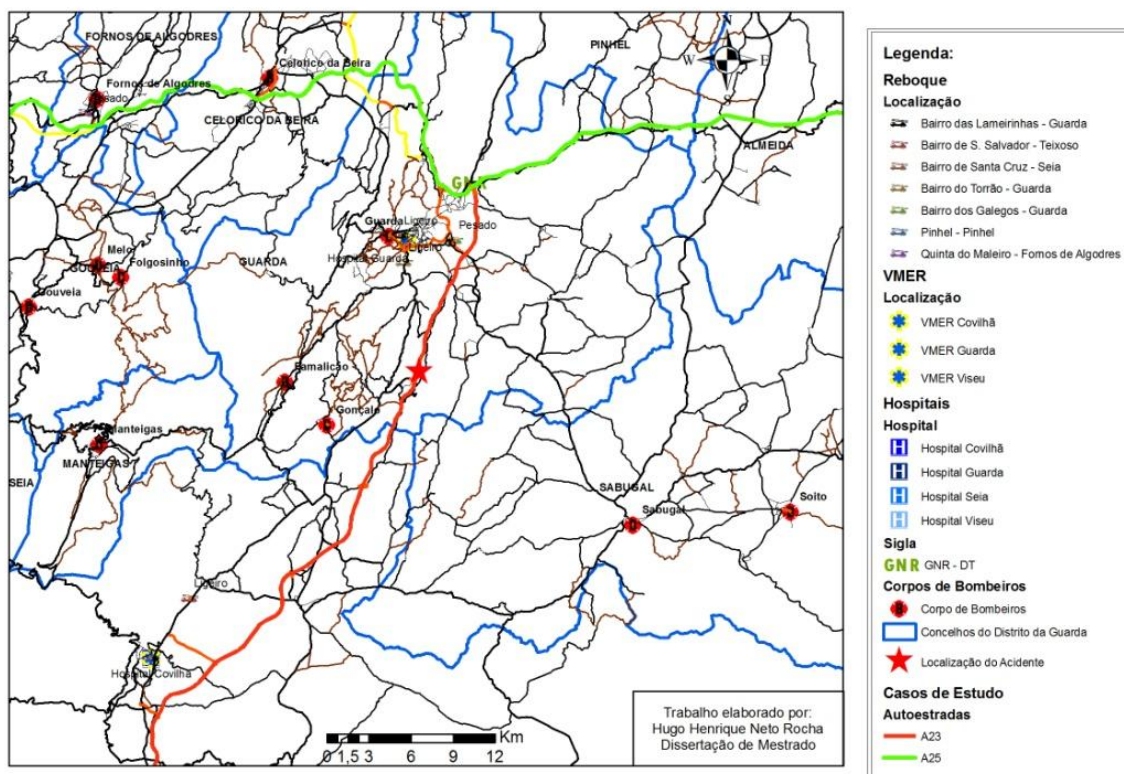 FORNOS DE ALGODRES
PINHEL
N
W
E
Celorico da Beira
Fornos de Algodres
CELORICO DA BEIRA
ALMEIDA
GNR
Guarda
Ligeiro
Pesado
Ligeiro
Hospital Guarda
GUARDA
Melo
GOUVEIA
Folgosinho
Gouveia
Famalicão
Gonçalo
Manteigas
MANTEIGAS
SEIA
SABUGAL
Sabugal
Soito
Ligeiro
Hospital Covilhã
Km
0 1,5 3 6 9 12
Trabalho elaborado por:
Hugo Henrique Neto Rocha
Dissertação de Mestrado
Legenda:
Reboque
Localização
Bairro das Lameirinhas - Guarda
Bairro de S. Salvador - Teixoso
Bairro de Santa Cruz - Seia
Bairro do Torrão - Guarda
Bairro dos Galegos - Guarda
Pinhel - Pinhel
Quinta do Maleiro - Fornos de Algodres
VMER
Localização
VMER Covilhã
VMER Guarda
VMER Viseu
Hospitais
Hospital
H Hospital Covilhã
H Hospital Guarda
H Hospital Seia
H Hospital Viseu
Sigla
GNR GNR - DT
Corpos de Bombeiros
Corpo de Bombeiros
Concelhos do Distrito da Guarda
Localização do Acidente
Casos de Estudo
Autoestradas
A23
A25